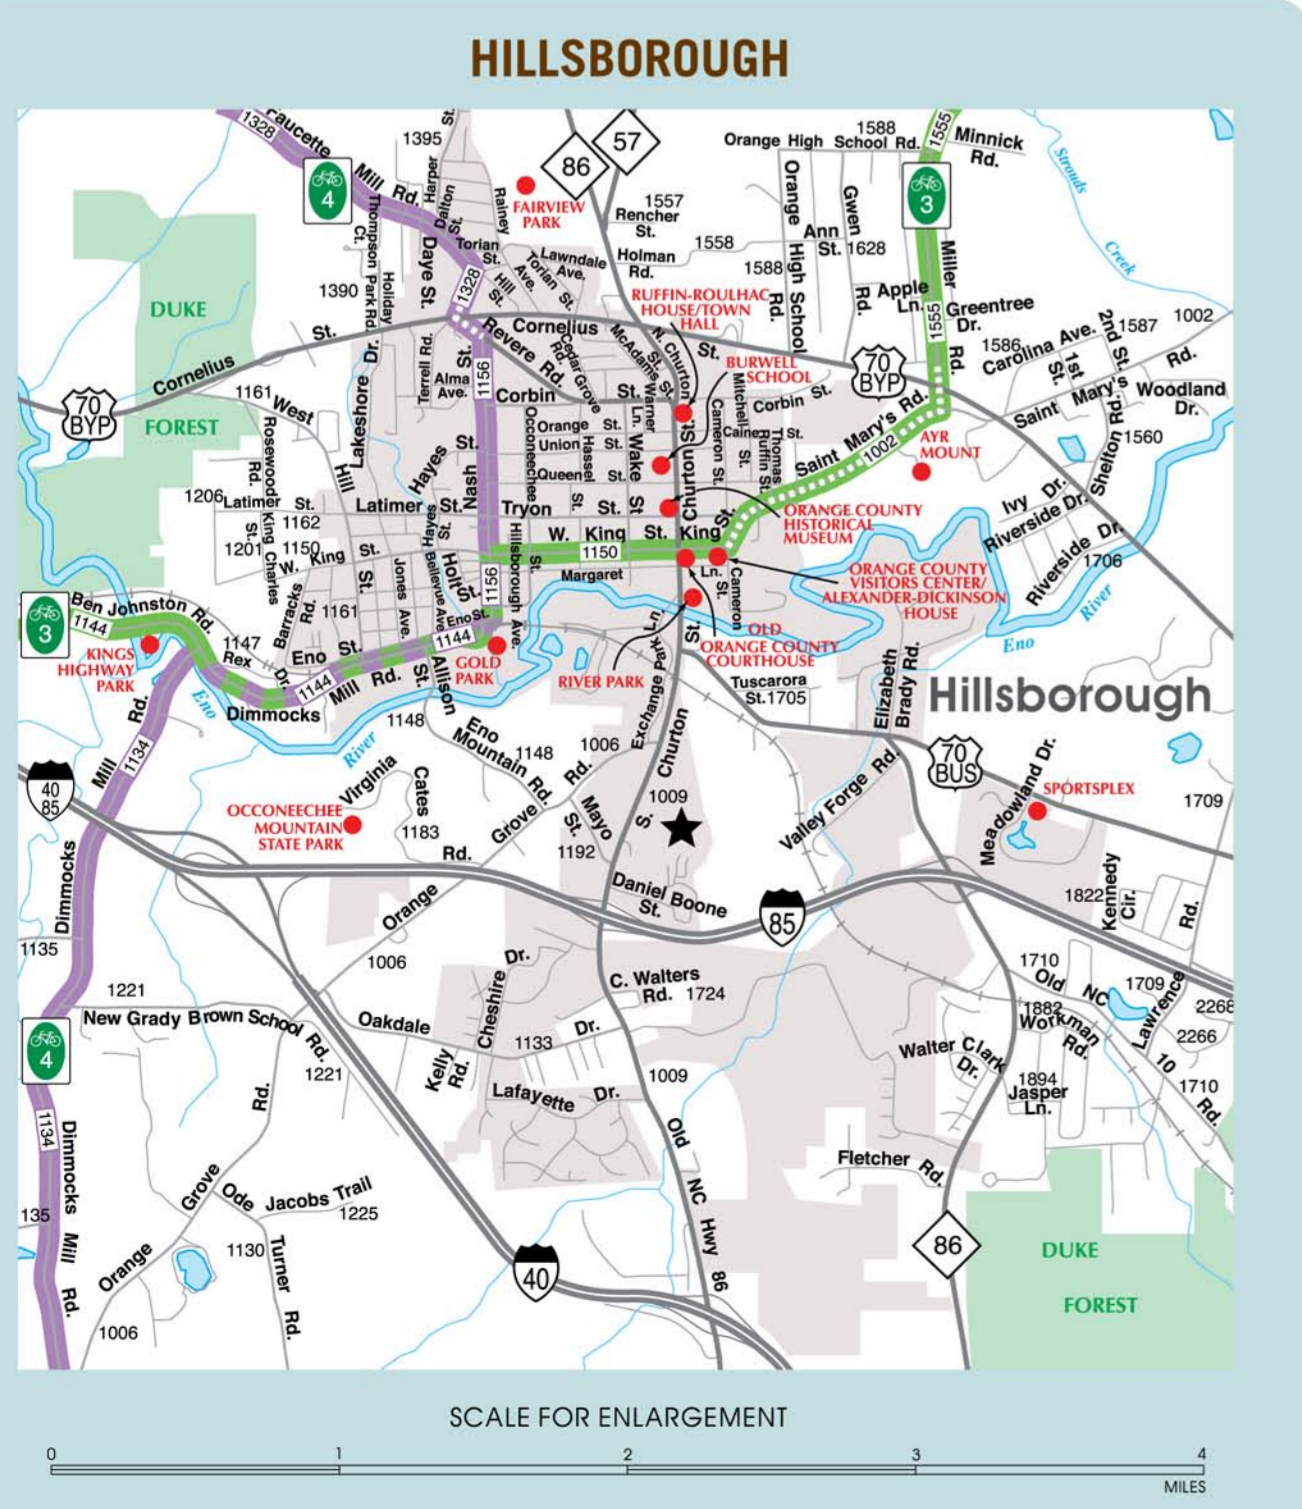 HILLSBOROUGH
Faucette
1328
1395
St.
86
57
Orange High School Rd.
1588
1555
Minnick
Rd.
Strouds
Creek
4
Mill Rd.
Harper
Dalton
St.
Rainey
FAIRVIEW
PARK
1557
Rencher
St.
Orange High School
Rd.
1588
Gwen
Rd.
Ann
St. 1628
3
Miller
Rd.
Thompson
Ct.
Park Rd.
Holiday
Daye St.
Torian
St.
Torian St.
Ave.
Hill
St.
Lawndale
Ave.
Holman
Rd.
1558
1390
1328
RUFFIN-ROULHAC
HOUSE/TOWN
HALL
Apple
Ln.
Greentree
Dr.
1555
DUKE
FOREST
Cornelius
St.
Cornelius
St.
Revere Rd.
Cedar Grove
Rd.
McAdams
St.
N. Churton
St.
BURWELL
SCHOOL
70
BYP
1586
Carolina Ave.
2nd St.
1st
St.
1587
1002
Rd.
70
BYP
1161
West
Hill
Lakeshore
Dr.
Terrell Rd.
Alma
Ave.
St.
1156
Corbin
St.
Warner
Ln.
Mitchell
St.
Corbin St.
Saint Mary's Rd.
1002
Saint Mary's
Woodland
Dr.
Shelton Rd.
1560
AYR
MOUNT
Rosewood
Rd.
Occoneechee
St.
Orange St.
Union St.
Queen St.
Hassel
St.
Wake
St
Churton St.
Cameron St.
Caine St.
Thomas
Ruffin St.
Hayes
St.
Nash
1206
Latimer St.
King Charles
St.
Latimer St.
Tryon St.
1162
1201
1150
W. King
St.
Hayes
St.
W. King St.
King
St.
1150
ORANGE COUNTY
HISTORICAL
MUSEUM
Ivy Dr.
Riverside Dr.
Riverside Dr.
1706
Eno
River
Barracks
Rd.
1161
St.
Jones
Ave.
Bellevue Ave.
Holt
St.
1156
Hillsborough Ave.
Margaret
Ln.
Cameron
St.
ORANGE COUNTY
VISITORS CENTER/
ALEXANDER-DICKINSON
HOUSE
3
Ben Johnston Rd.
1144
KINGS
HIGHWAY
PARK
1147
Rex
Dr.
Eno St.
Eno St.
1144
GOLD
PARK
RIVER PARK
Exchange Park Ln.
St.
OLD
ORANGE COUNTY
COURTHOUSE
Tuscarora
St. 1705
Elizabeth
Brady Rd.
Hillsborough
1144
Dimmocks
Mill Rd.
Allison
St.
1148
Eno
River
Dimmocks
Mill
Rd.
1134
Eno
Mountain Rd.
1148
1006
Grove
Rd.
Churton
S.
1009
40
85
Virginia
Cates
1183
Rd.
OCCONEECHEE
MOUNTAIN
STATE PARK
Mayo
St.
1192
Valley Forge Rd.
70
BUS
Meadowland Dr.
SPORTSPLEX
1709
Daniel Boone
St.
85
1822
Kennedy
Cir.
Rd.
1135
Orange
1006
Cheshire
Dr.
C. Walters
Rd. 1724
1710
Old NC 10
1709
Lawrence
2268
1221
New Grady Brown School
Rd.
1221
4
Oakdale
Dr.
1133
Kelly
Rd.
Lafayette Dr.
1009
1882
Workman
Rd.
2266
Walter Clark
Dr.
1894
Jasper
Ln.
1710
Rd.
1134
Dimmocks Mill Rd.
Rd.
Grove
Orange
1006
Ode
Turner
Rd.
1130
Jacobs Trail
1225
135
Old NC Hwy 86
40
Fletcher Rd.
86
DUKE
FOREST
SCALE FOR ENLARGEMENT
0 1 2 3 4
MILES